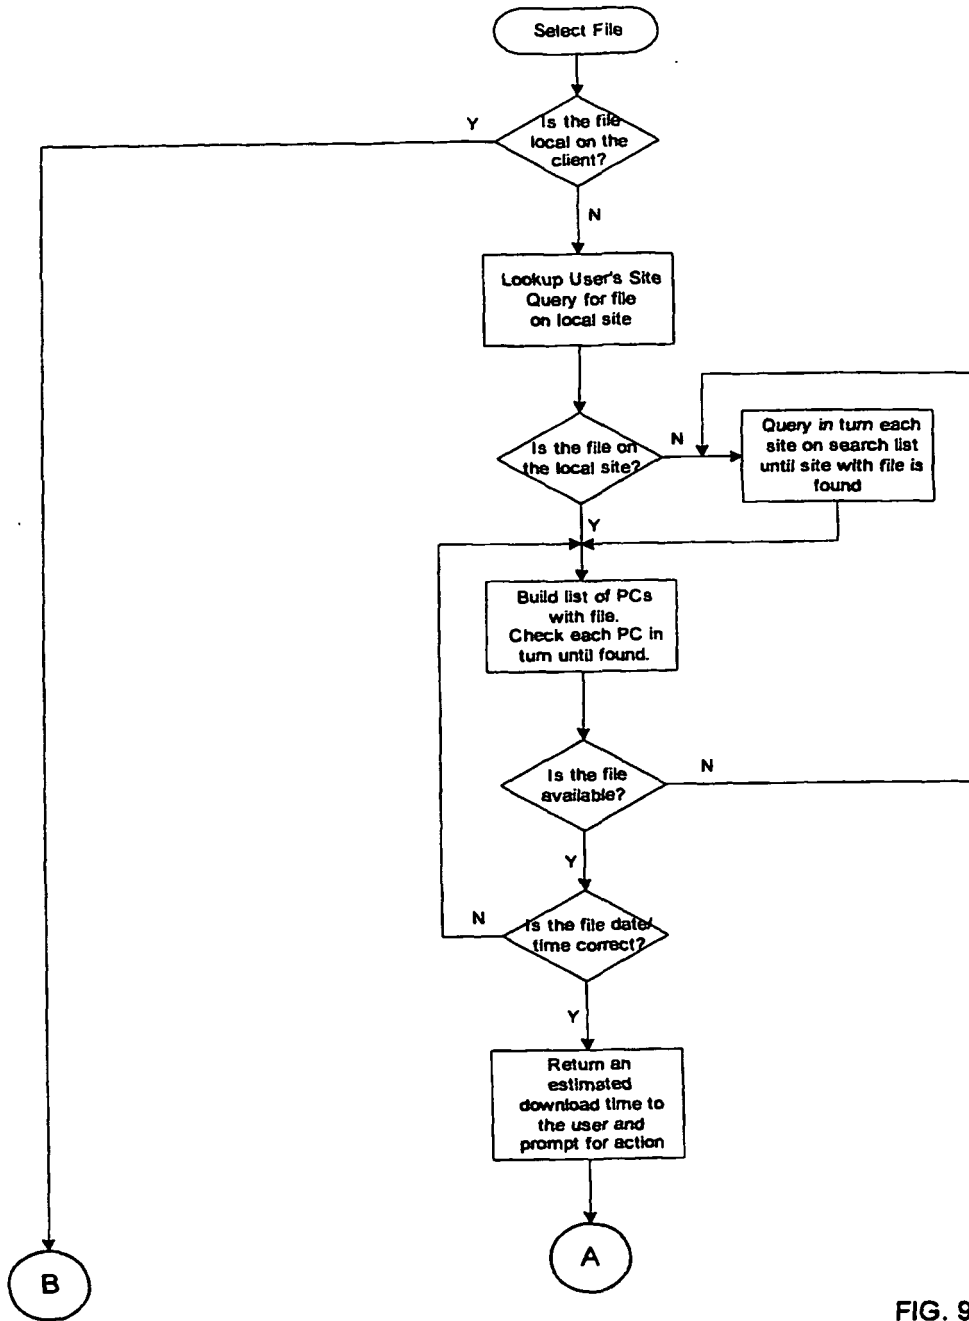 Select File
Is the file
local on the
client?
Y
N
Lookup User's Site
Query for file
on local site
Is the file on
the local site?
N
Query in turn each
site on search list
until site with file is
found
Y
Build list of PCs
with file.
Check each PC in
turn until found.
Is the file
available?
N
Y
Is the file date/
time correct?
N
Y
Return an
estimated
download time to
the user and
prompt for action
B
A
FIG. 9